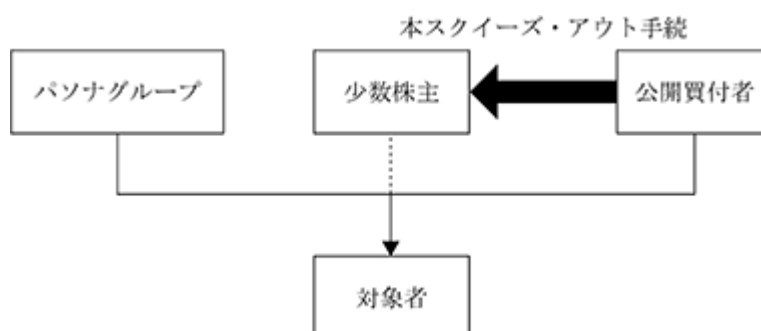 本スクイーズ・アウト手続
パソナグループ
少数株主
公開買付者
対象者